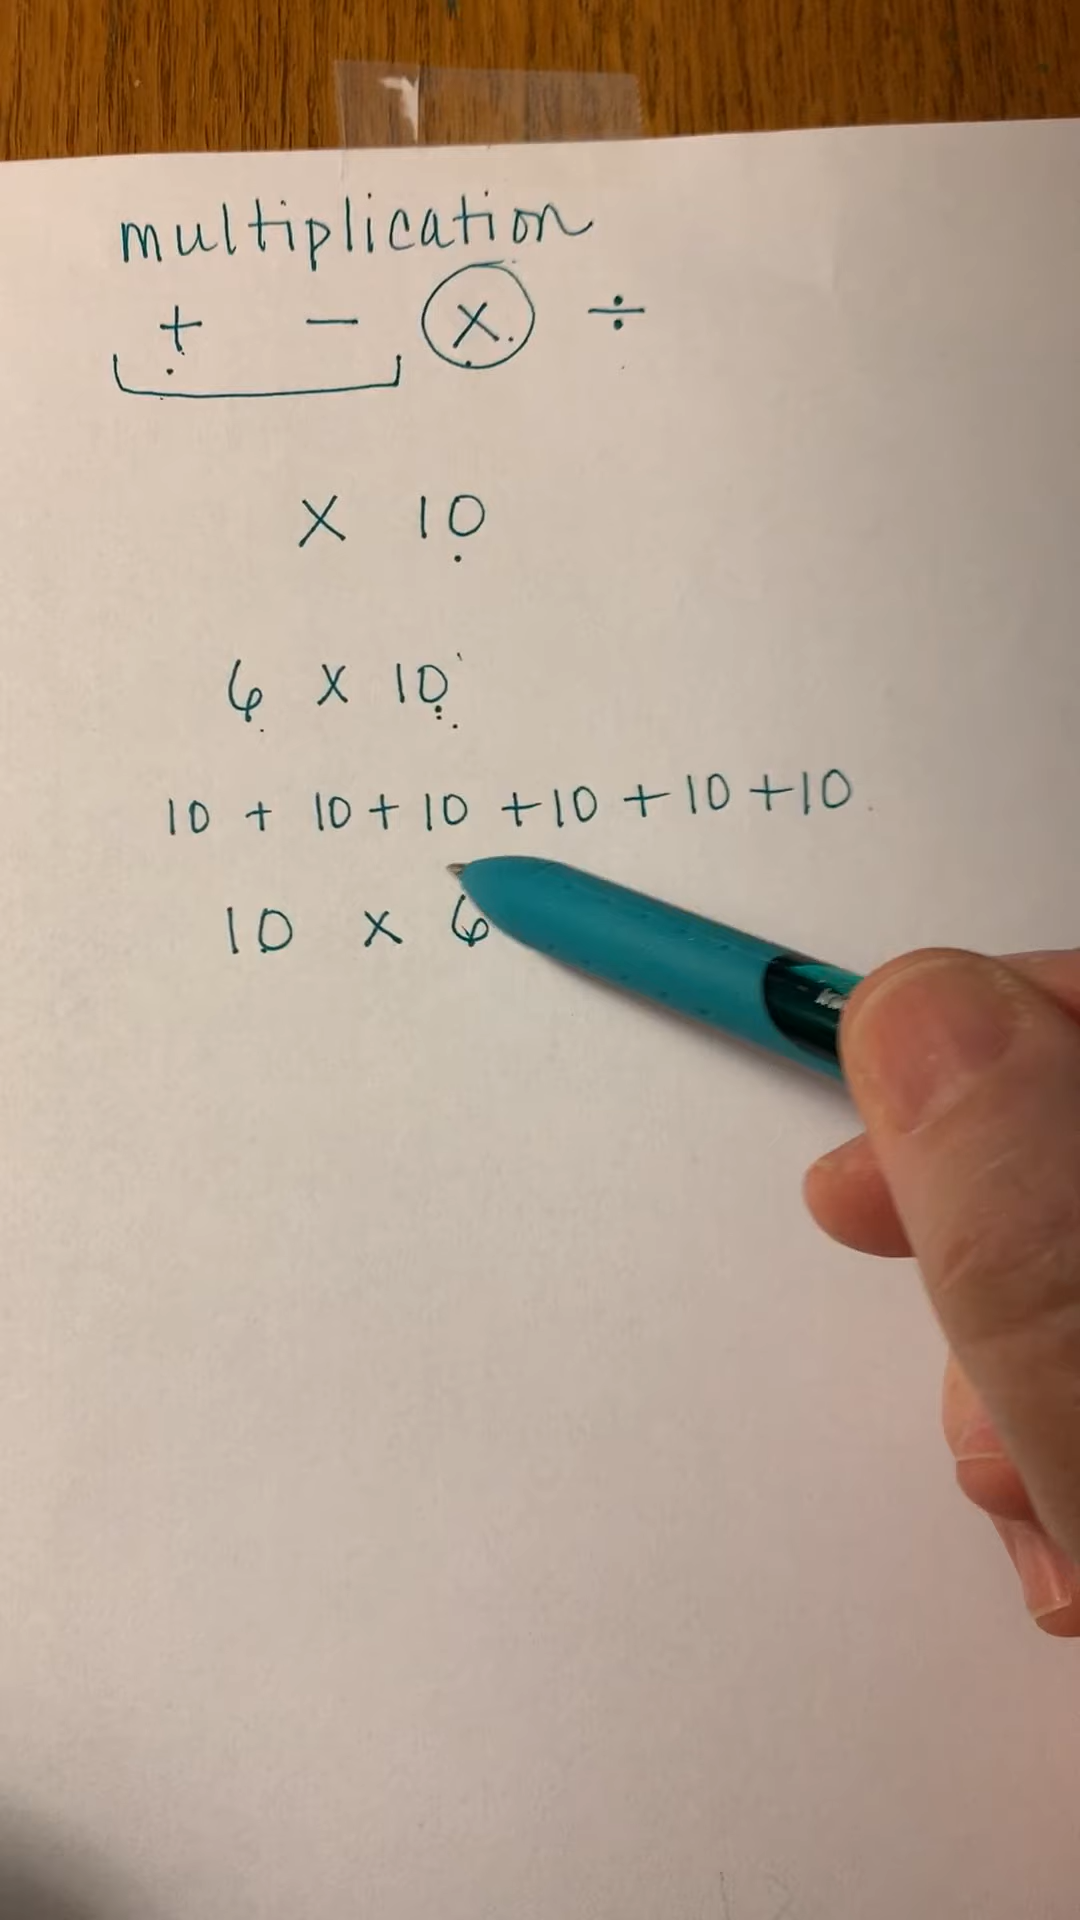 multiplication
+ - x ÷
x 10
6 x 10
10 + 10 + 10 + 10 + 10 + 10
10 x 6